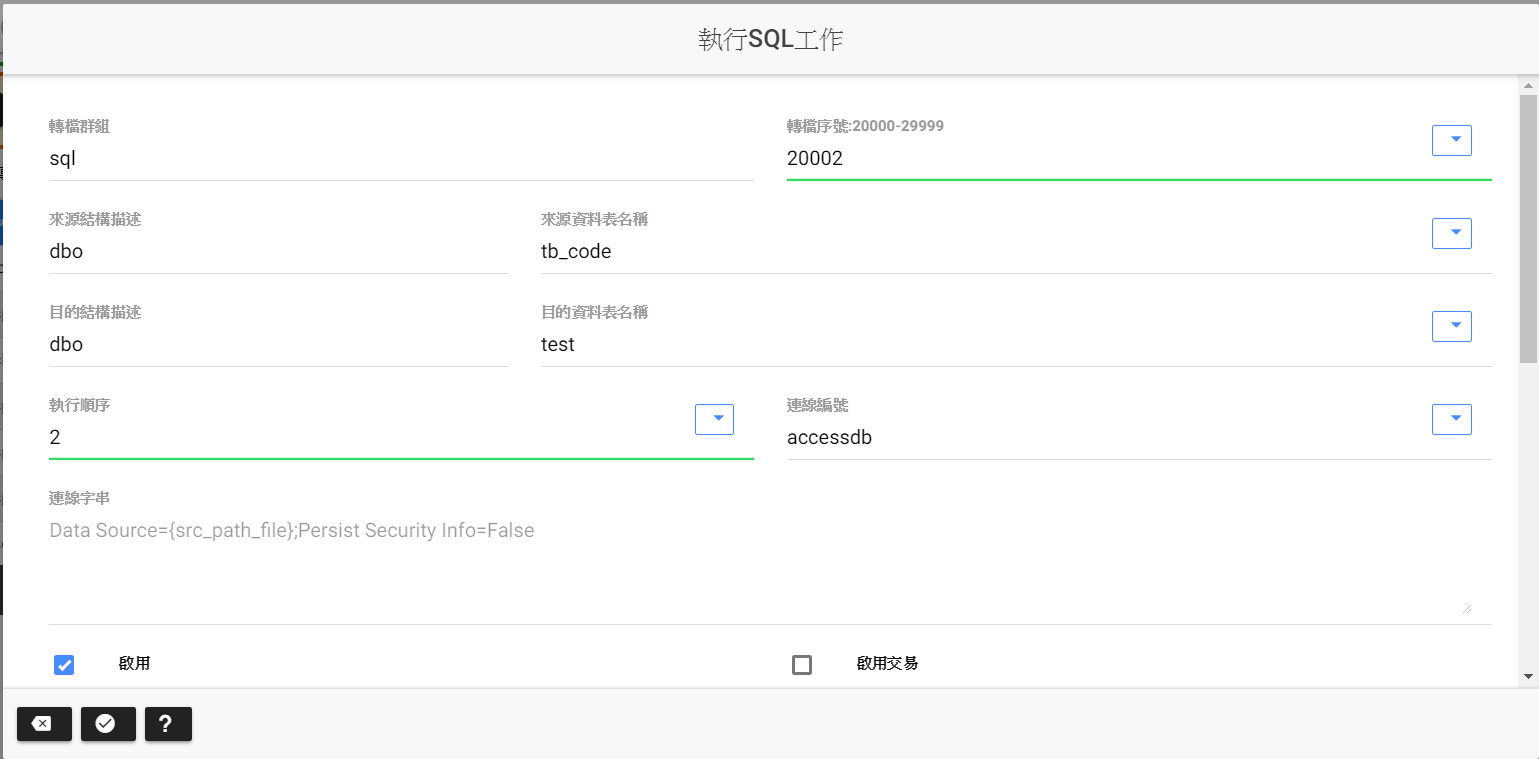 執行SQL工作
轉檔群組
sql
轉檔序號:20000-29999
20002
來源結構描述
dbo
來源資料表名稱
tb_code
目的結構描述
dbo
目的資料表名稱
test
執行順序
2
連線編號
accessdb
連線字串
Data Source={src_path_file};Persist Security Info=False
啟用
啟用交易
?